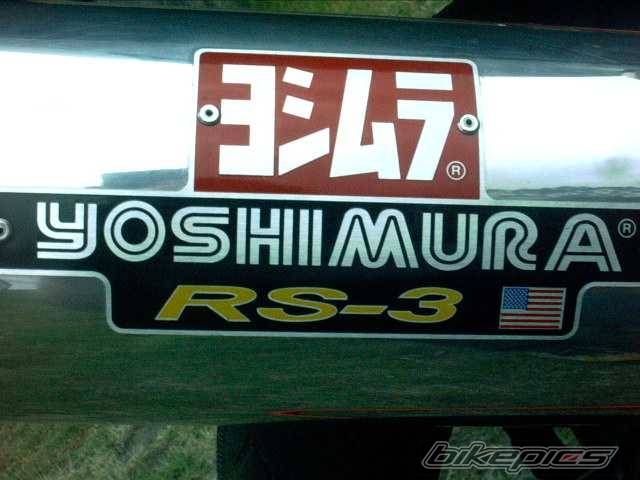 ヨシムラ®
YOSHIMURA®
RS-3
bikepics